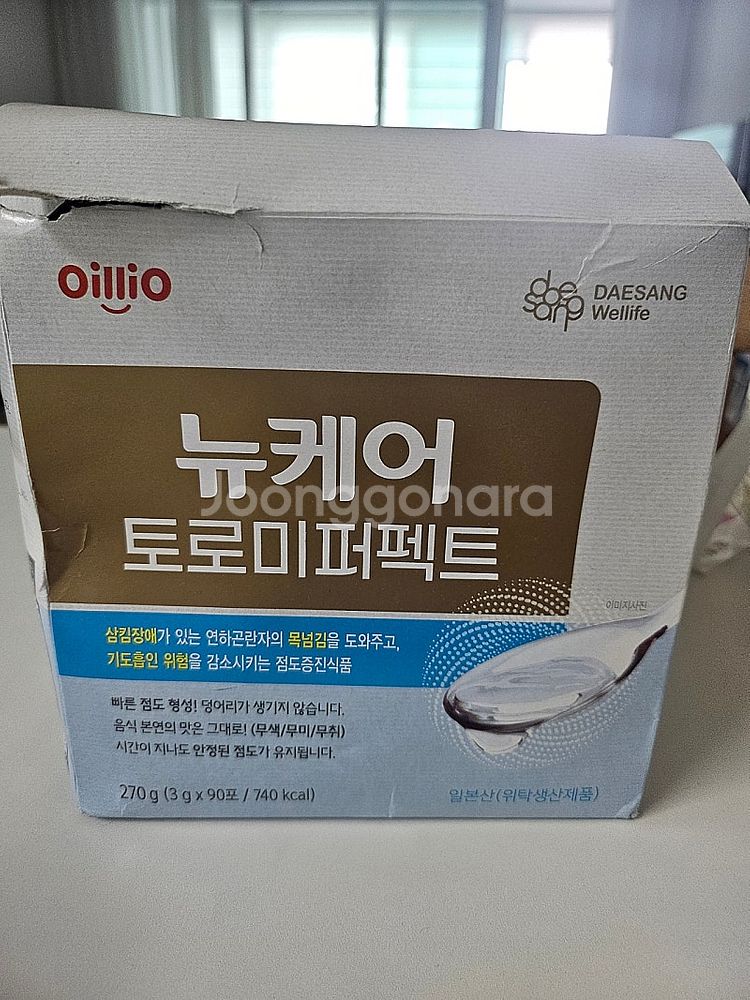 oilliO
daesang
DAESANG
Wellife
뉴케어
Joonggonara
토로미퍼펙트
이미지사진
삼킴장애가 있는 연하곤란자의 목넘김을 도와주고,
기도흡인 위험을 감소시키는 점도증진식품
빠른 점도 형성! 덩어리가 생기지 않습니다.
음식 본연의 맛은 그대로! (무색/무미/무취)
시간이 지나도 안정된 점도가 유지됩니다.
270 g (3 g x 90포 / 740 kcal)
일본산(위탁생산제품)